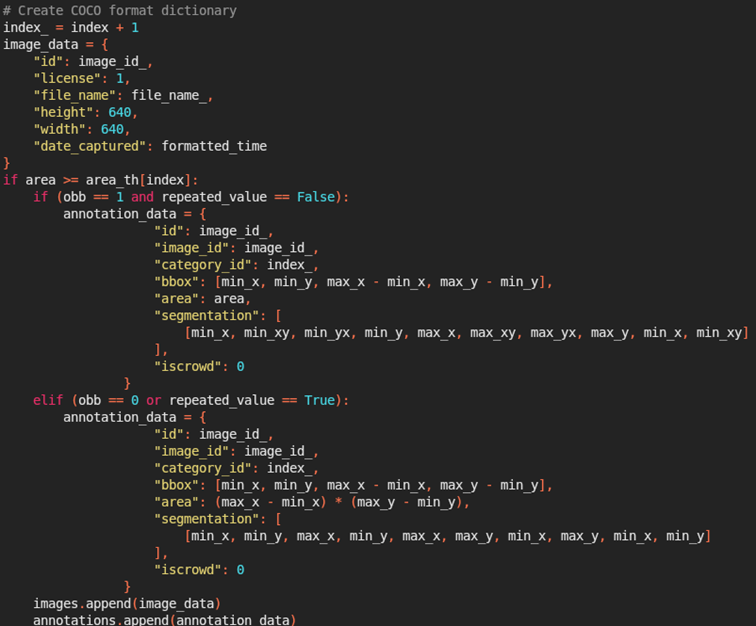 # Create COCO format dictionary
index_ = index + 1
image_data = {
    "id": image_id_,
    "license": 1,
    "file_name": file_name_,
    "height": 640,
    "width": 640,
    "date_captured": formatted_time
}
if area >= area_th[index]:
    if (obb == 1 and repeated_value == False):
        annotation_data = {
                    "id": image_id_,
                    "image_id": image_id_,
                    "category_id": index_,
                    "bbox": [min_x, min_y, max_x - min_x, max_y - min_y],
                    "area": area,
                    "segmentation": [
                        [min_x, min_xy, min_yx, min_y, max_x, max_xy, max_yx, max_y, min_x, min_xy]
                    ],
                    "iscrowd": 0
                }
    elif (obb == 0 or repeated_value == True):
        annotation_data = {
                    "id": image_id_,
                    "image_id": image_id_,
                    "category_id": index_,
                    "bbox": [min_x, min_y, max_x - min_x, max_y - min_y],
                    "area": (max_x - min_x) * (max_y - min_y),
                    "segmentation": [
                        [min_x, min_y, max_x, min_y, max_x, max_y, min_x, max_y, min_x, min_y]
                    ],
                    "iscrowd": 0
                }
    images.append(image_data)
    annotations.append(annotation_data)